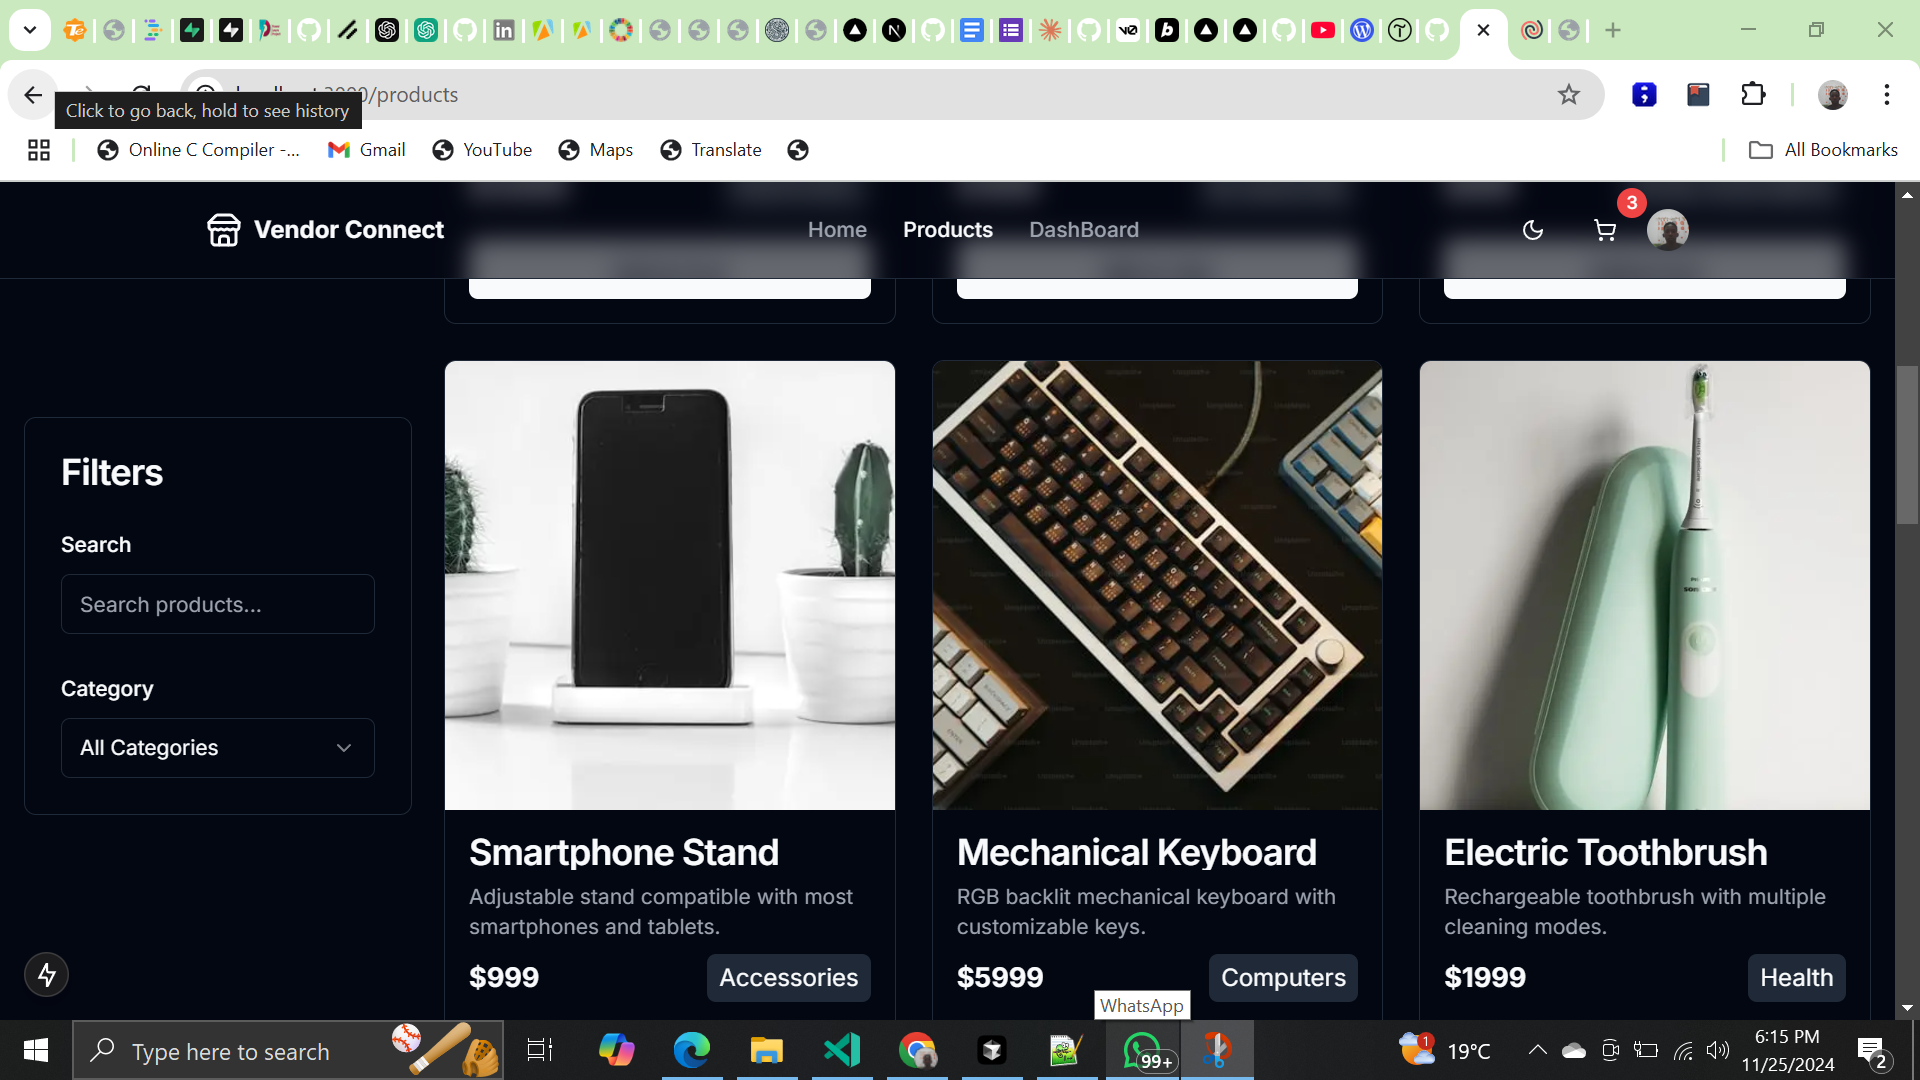 /products
Click to go back, hold to see history
Online C Compiler -...
Gmail
YouTube
Maps
Translate
All Bookmarks
Vendor Connect
Home
Products
DashBoard
3
Filters
Search
Search products...
Category
All Categories
Smartphone Stand
Adjustable stand compatible with most
smartphones and tablets.
$999
Accessories
Mechanical Keyboard
RGB backlit mechanical keyboard with
customizable keys.
$5999
Computers
Electric Toothbrush
Rechargeable toothbrush with multiple
cleaning modes.
$1999
Health
WhatsApp
Type here to search
99+
1
19°C
6:15 PM
11/25/2024
2